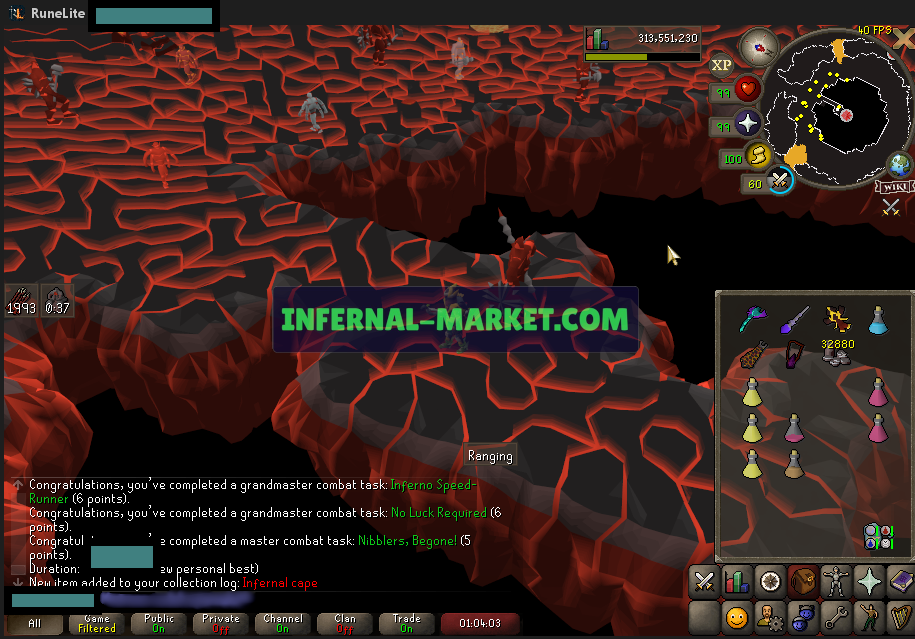 RuneLite
40 FPS
313,551,230
XP
99
99
100
60
WIKI
1993
0:37
INFERNAL-MARKET.COM
32880
Ranging
Congratulations, you've completed a grandmaster combat task: Inferno Speed-
Runner (6 points).
Congratulations, you've completed a grandmaster combat task: No Luck Required (6
points).
Congratul e completed a master combat task: Nibblers, Begone! (5
points).
Duration: ew personal best)
New item added to your collection log: Infernal cape
All
Game
Filtered
Public
On
Private
Off
Channel
On
Clan
Off
Trade
On
01:04:03